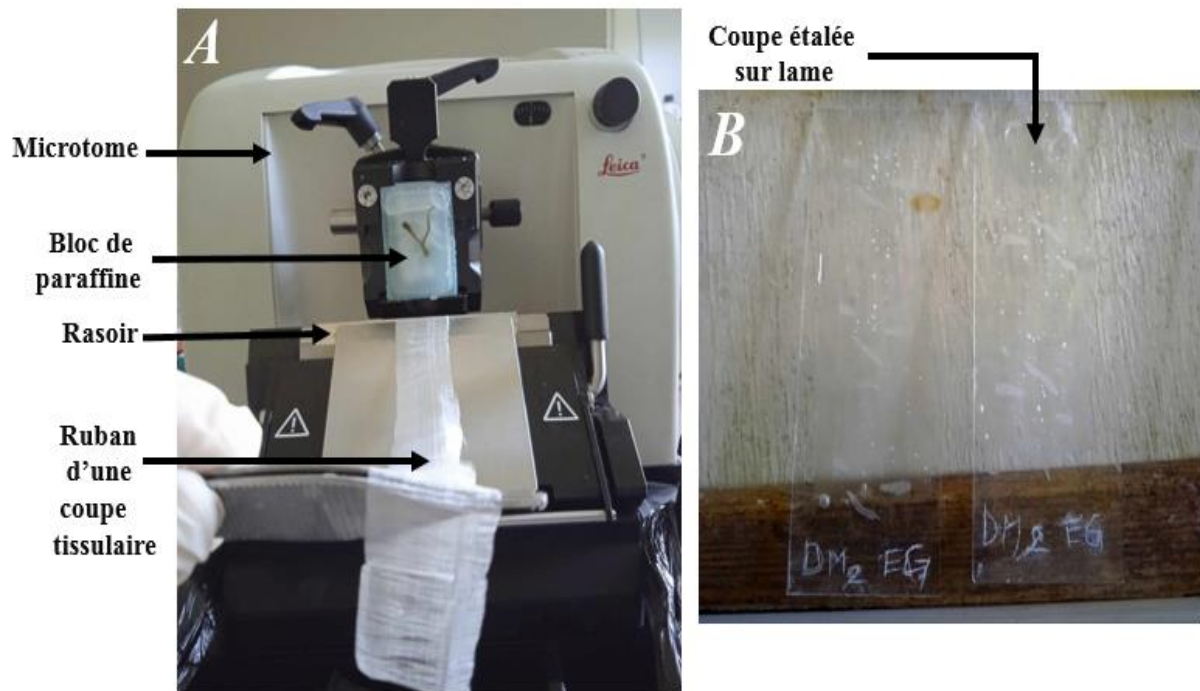 A
Microtome
Leica
Bloc de
paraffine
Rasoir
Ruban
d’une
coupe
tissulaire
Coupe étalée
sur lame
B
DM2 EG
DM2 EG